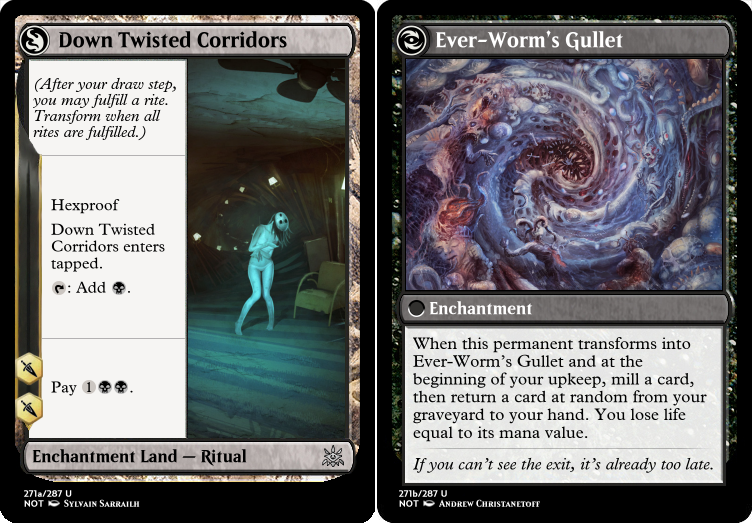 Down Twisted Corridors
(After your draw step,
you may fulfill a rite.
Transform when all
rites are fulfilled.)
Hexproof
Down Twisted
Corridors enters
tapped.
: Add .
Pay 1.
Enchantment Land — Ritual
271a/287 U
NOT Sylvain Sarrailh
Ever-Worm's Gullet
Enchantment
When this permanent transforms into
Ever-Worm's Gullet and at the
beginning of your upkeep, mill a card,
then return a card at random from your
graveyard to your hand. You lose life
equal to its mana value.
If you can't see the exit, it's already too late.
271b/287 U
NOT Andrew Christanetoff